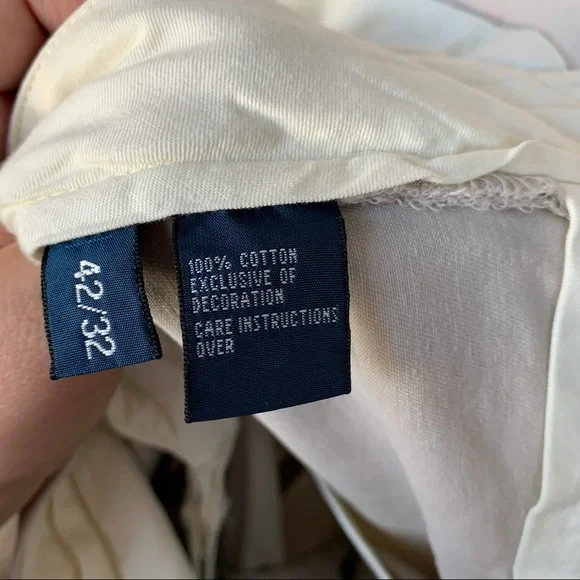 42/32
100% COTTON
EXCLUSIVE OF
DECORATION
CARE INSTRUCTIONS
OVER